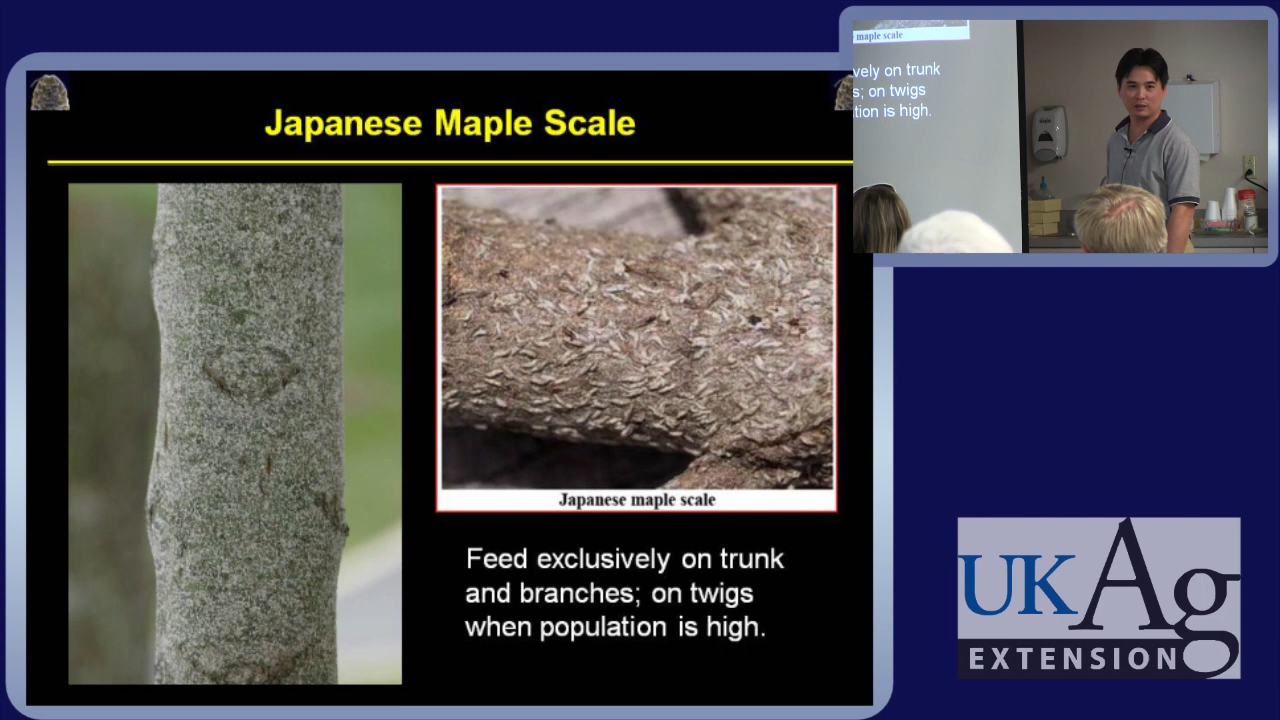 Japanese Maple Scale
Japanese maple scale
Feed exclusively on trunk
and branches; on twigs
when population is high.
maple scale
vely on trunk
s; on twigs
tion is high.
UKAg
EXTENSION